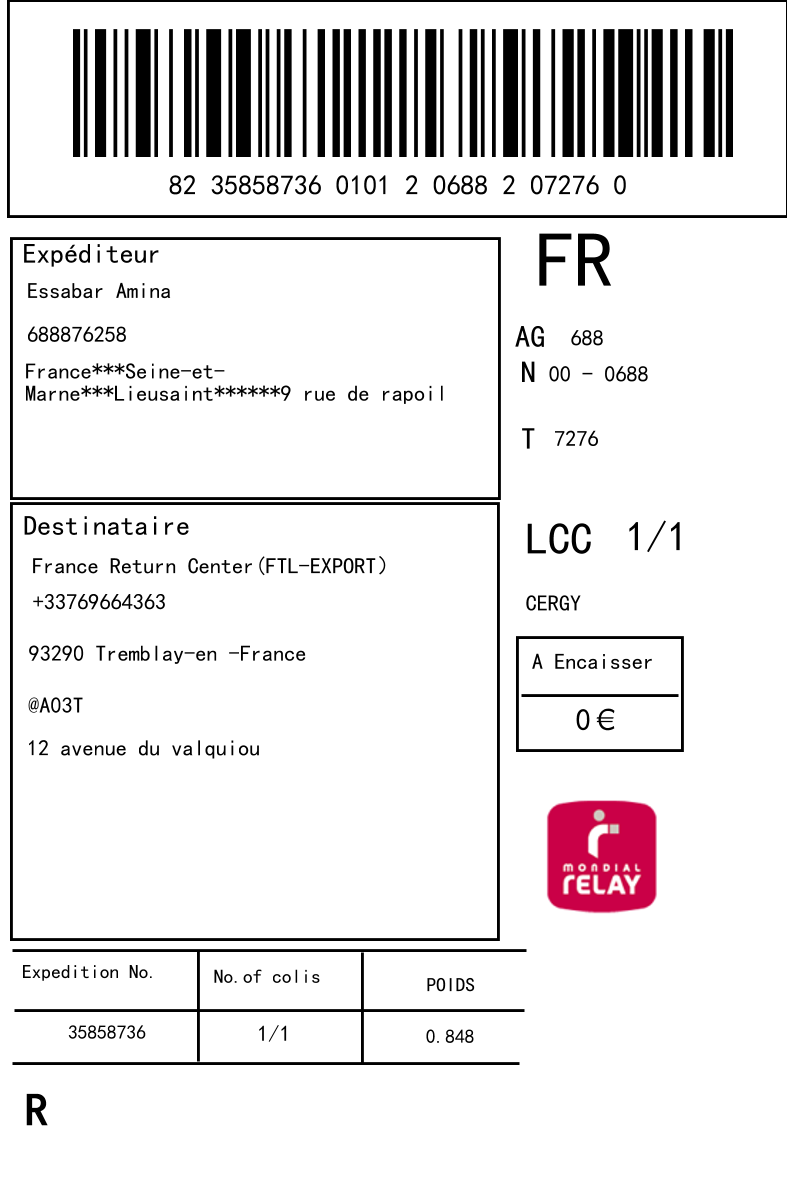 82 35858736 0101 2 0688 2 07276 0
Expéditeur
Essabar Amina
688876258
France***Seine-et-
Marne***Lieusaint******9 rue de rapoil
FR
AG 688
N 00 - 0688
T 7276
Destinataire
France Return Center(FTL-EXPORT)
+33769664363
93290 Tremblay-en -France
@A03T
12 avenue du valquiou
LCC 1/1
CERGY
A Encaisser
0€
MONDIAL
RELAY
Expedition No. No.of colis POIDS
35858736 1/1 0.848
R